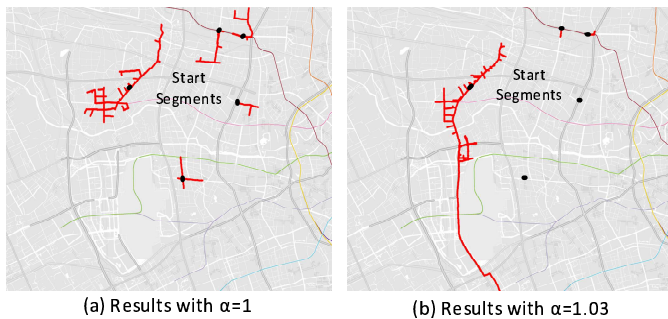 Start
Segments
Start
Segments
(a) Results with α=1
(b) Results with α=1.03